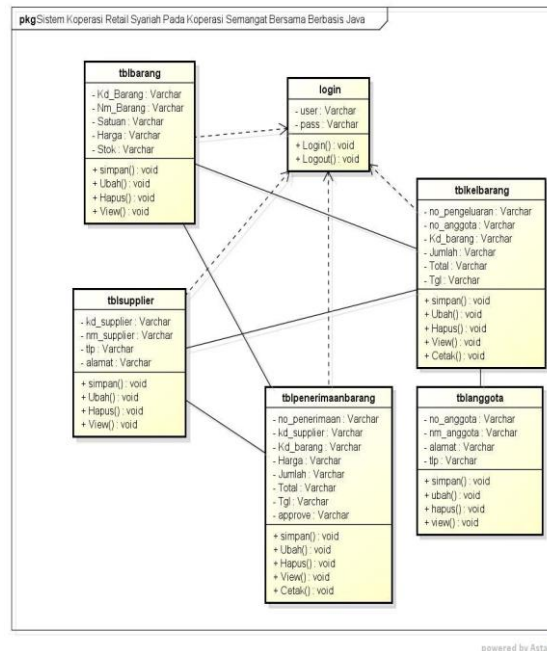 pkg Sistem Koperasi Retail Syariah Pada Koperasi Semangat Bersama Berbasis Java
tblbarang
- Kd_Barang : Varchar
- Nm_Barang : Varchar
- Satuan : Varchar
- Harga : Varchar
- Stok : Varchar
+ simpan() : void
+ Ubah() : void
+ Hapus() : void
+ View() : void
login
- user : Varchar
- pass : Varchar
+ Login() : void
+ Logout() : void
tblkelbarang
- no_pengeluaran : Varchar
- no_anggota : Varchar
- Kd_barang : Varchar
- Jumlah : Varchar
- Total : Varchar
- Tgl : Varchar
+ simpan() : void
+ Ubah() : void
+ Hapus() : void
+ View() : void
+ Cetak() : void
tblsupplier
- kd_supplier : Varchar
- nm_supplier : Varchar
- tlp : Varchar
- alamat : Varchar
+ simpan() : void
+ Ubah() : void
+ Hapus() : void
+ View() : void
tblpenerimaanbarang
- no_penerimaan : Varchar
- kd_supplier : Varchar
- Kd_barang : Varchar
- Harga : Varchar
- Jumlah : Varchar
- Total : Varchar
- Tgl : Varchar
- approve : Varchar
+ simpan() : void
+ Ubah() : void
+ Hapus() : void
+ View() : void
+ Cetak() : void
tblanggota
- no_anggota : Varchar
- nm_anggota : Varchar
- alamat : Varchar
- tlp : Varchar
+ simpan() : void
+ ubah() : void
+ hapus() : void
+ view() : void
powered by Asta